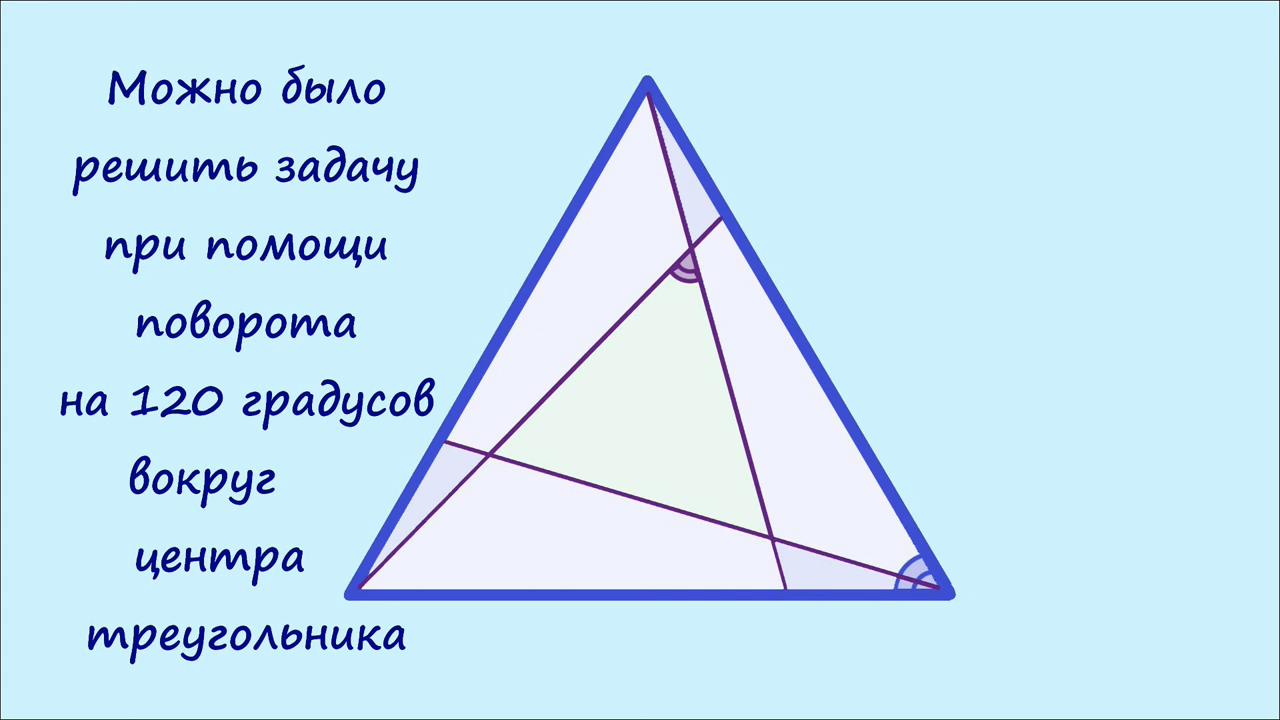 Можно было
решить задачу
при помощи
поворота
на 120 градусов
вокруг
центра
треугольника